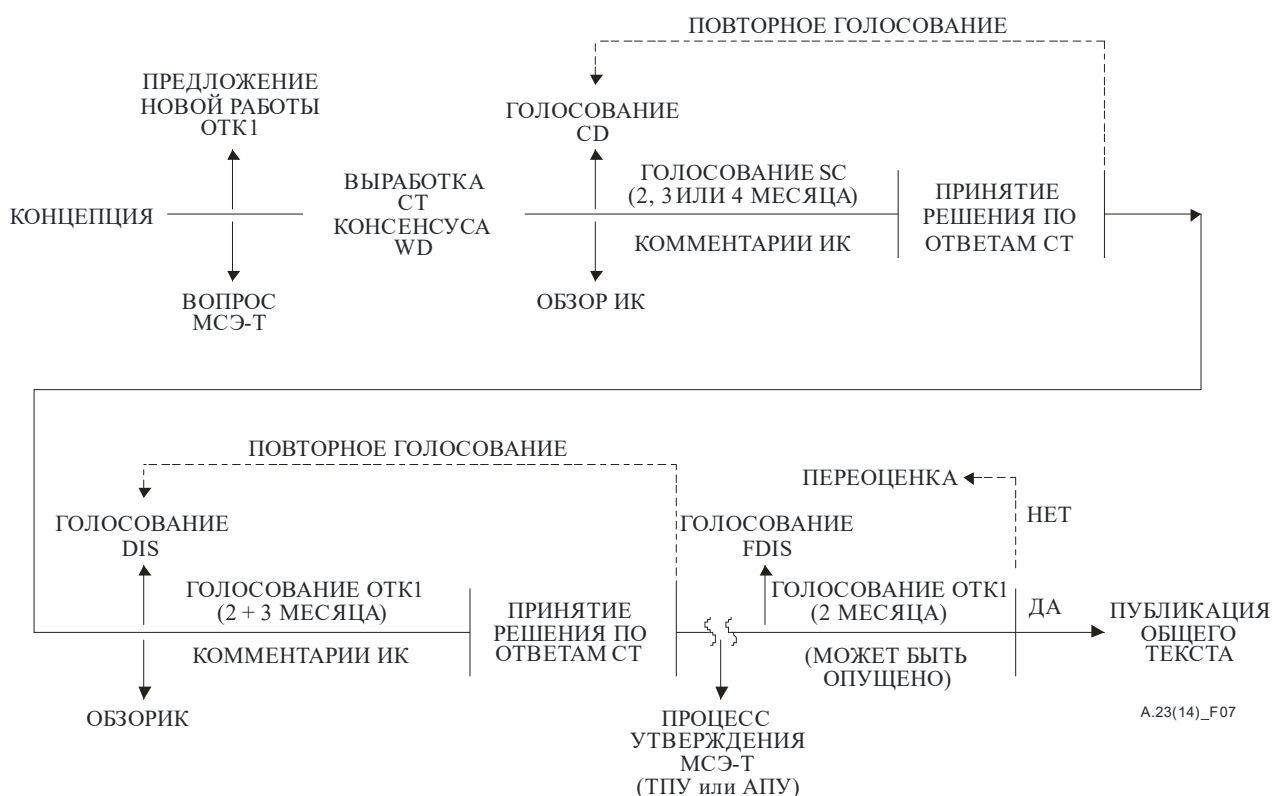 ПОВТОРНОЕ ГОЛОСОВАНИЕ
ПРЕДЛОЖЕНИЕ
НОВОЙ РАБОТЫ
ОТК1
ГОЛОСОВАНИЕ
CD
КОНЦЕПЦИЯ
ВЫРАБОТКА
СТ
КОНСЕНСУСА
WD
ГОЛОСОВАНИЕ SC
(2, 3 ИЛИ 4 МЕСЯЦА)
КОММЕНТАРИИ ИК
ПРИНЯТИЕ
РЕШЕНИЯ ПО
ОТВЕТАМ СТ
ВОПРОС
МСЭ-Т
ОБЗОР ИК
ПОВТОРНОЕ ГОЛОСОВАНИЕ
ПЕРЕОЦЕНКА
НЕТ
ГОЛОСОВАНИЕ
DIS
ГОЛОСОВАНИЕ
FDIS
ГОЛОСОВАНИЕ ОТК1
(2 + 3 МЕСЯЦА)
КОММЕНТАРИИ ИК
ПРИНЯТИЕ
РЕШЕНИЯ ПО
ОТВЕТАМ СТ
ГОЛОСОВАНИЕ ОТК1
(2 МЕСЯЦА)
(МОЖЕТ БЫТЬ
ОПУЩЕНО)
ДА
ПУБЛИКАЦИЯ
ОБЩЕГО
ТЕКСТА
ОБЗОРИК
ПРОЦЕСС
УТВЕРЖДЕНИЯ
МСЭ-Т
(ТПУ или АПУ)
A.23(14)_F07